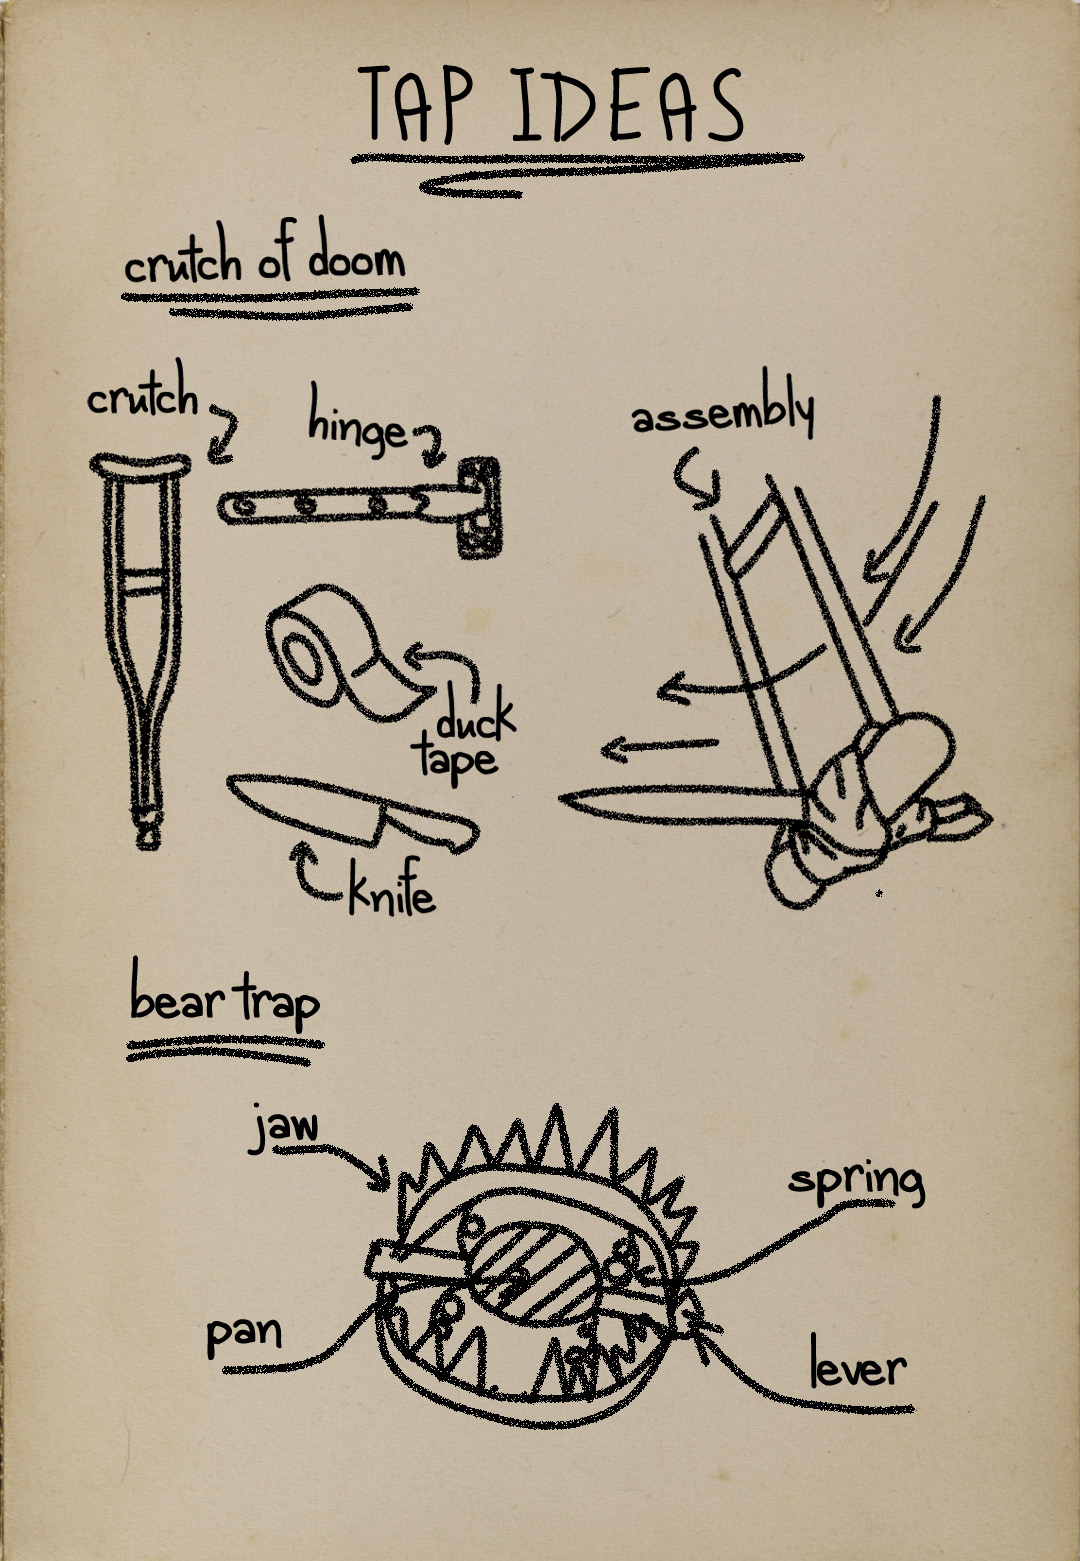 TAP IDEAS
crutch of doom
crutch
hinge
assembly
duck
tape
knife
bear trap
jaw
spring
pan
lever